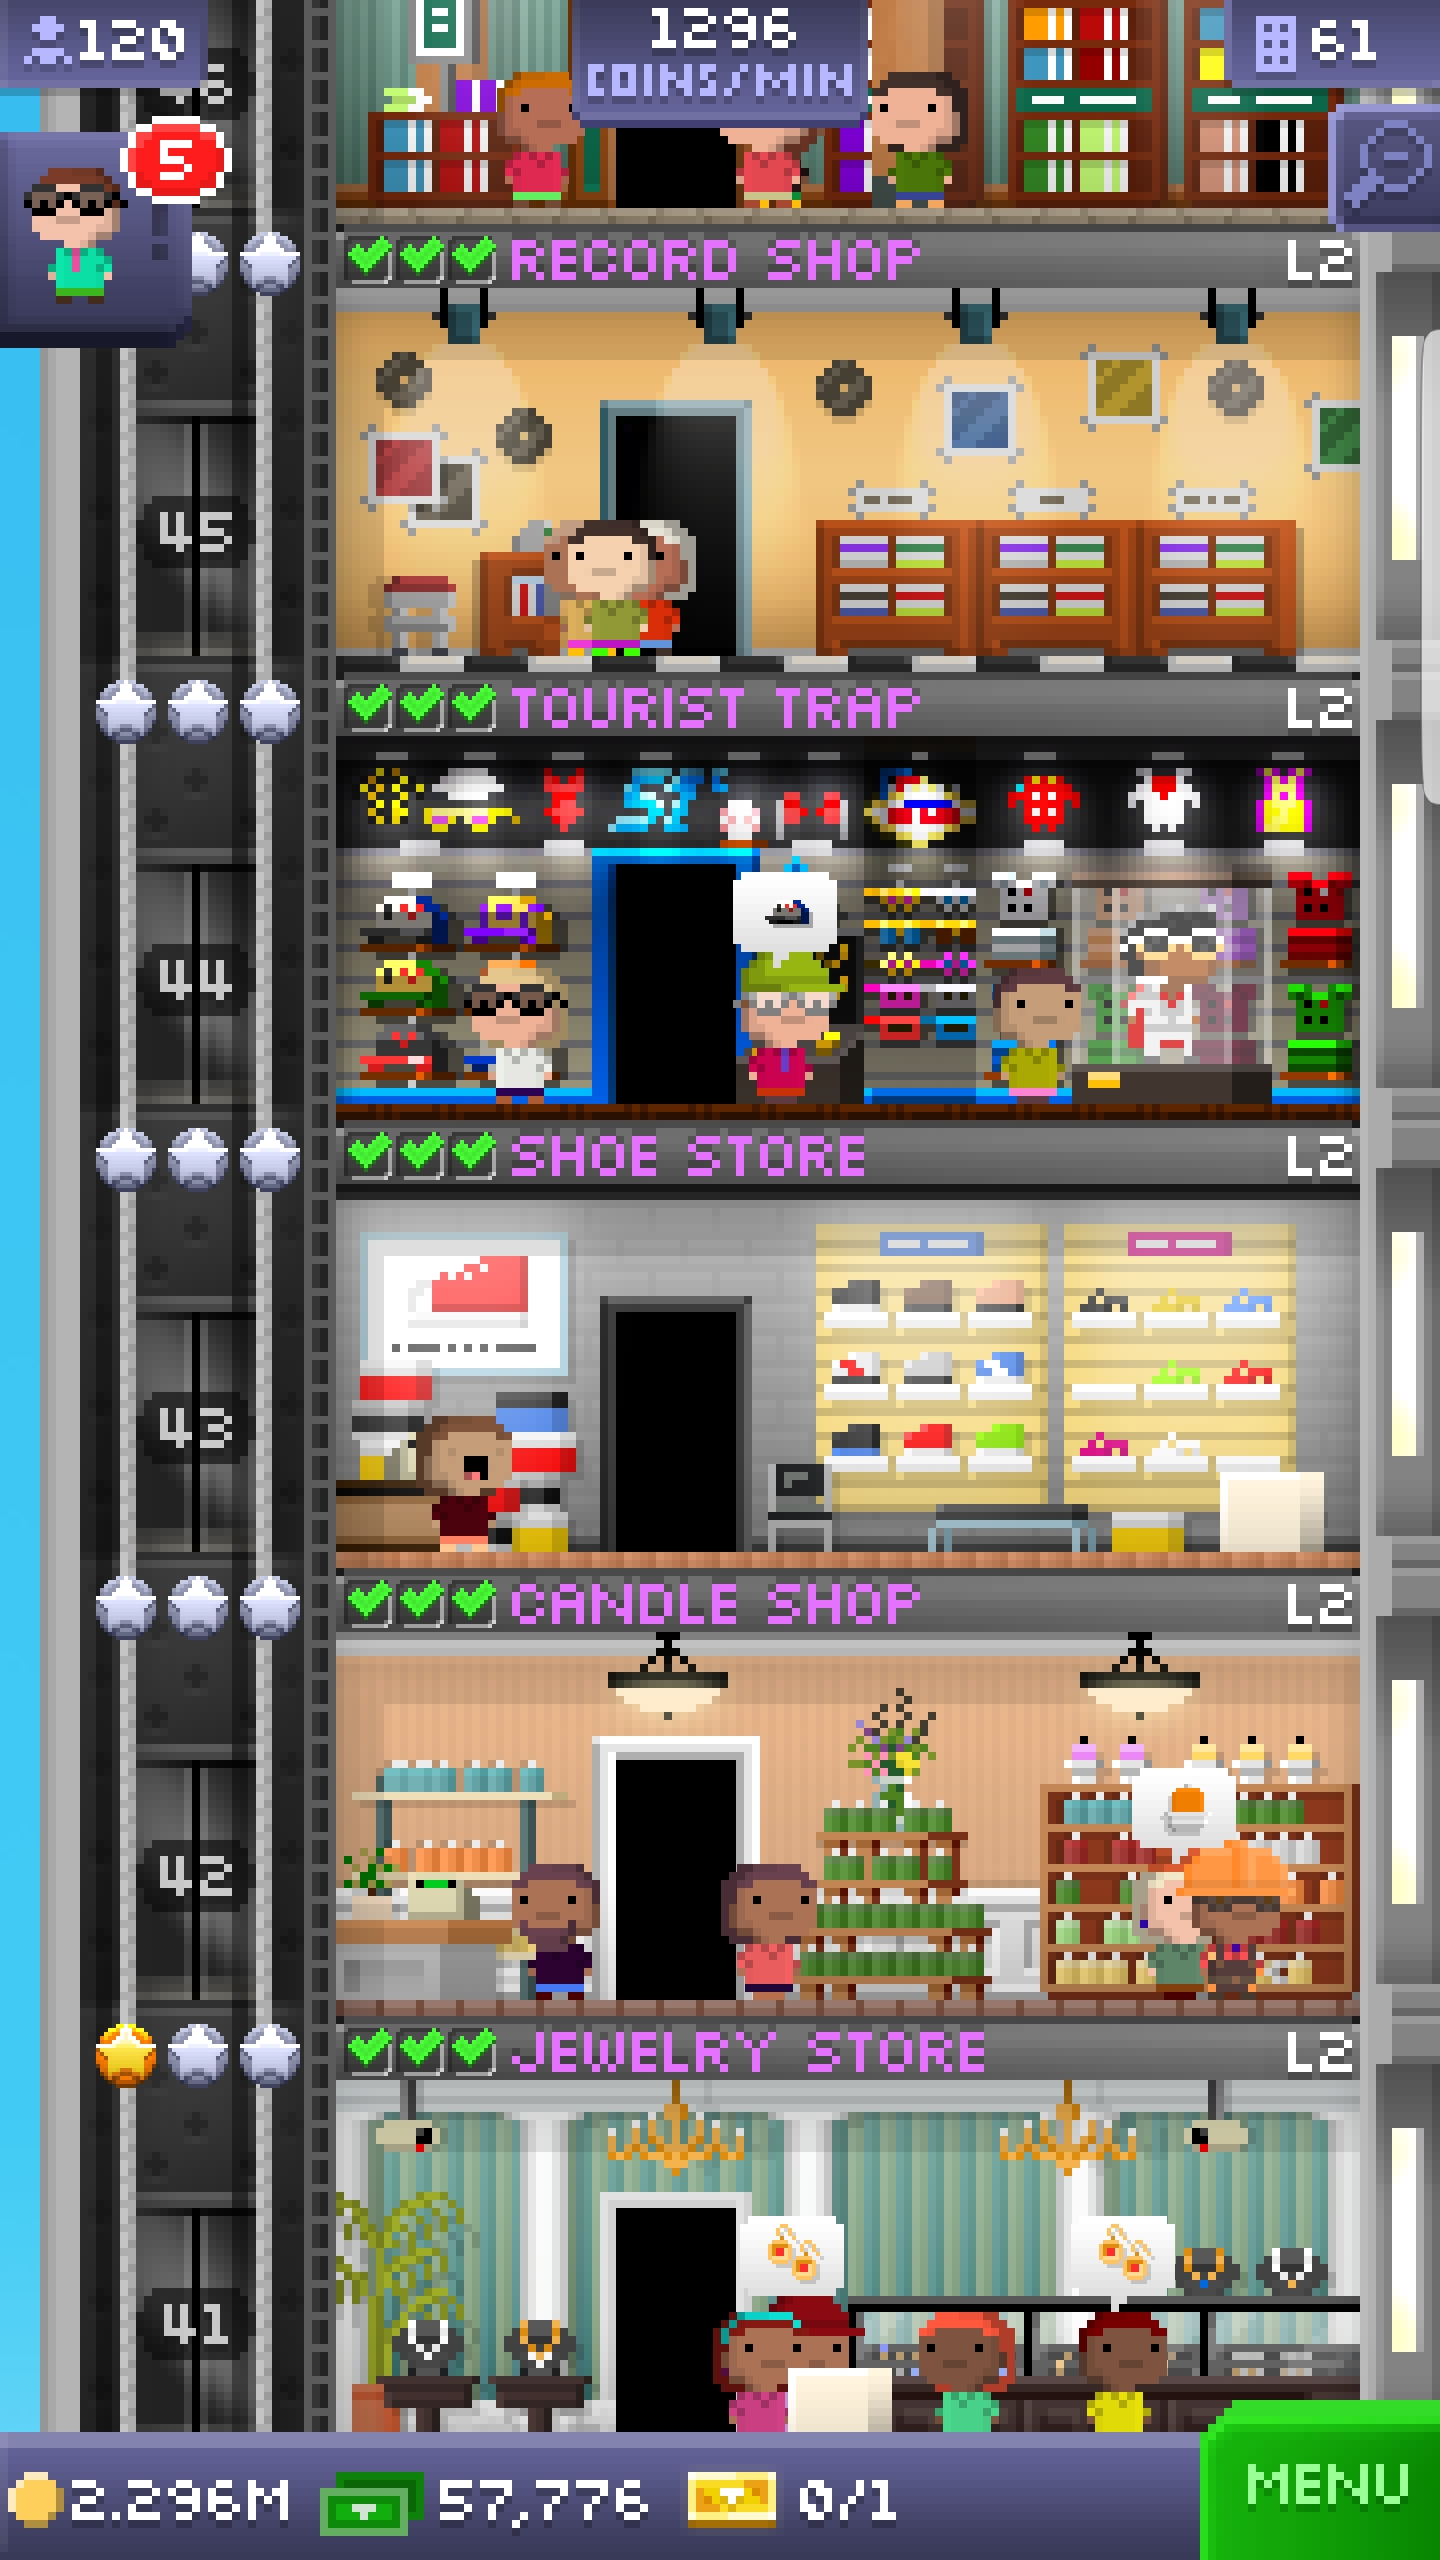 120
1296
COINS/MIN
61
5
RECORD SHOP L2
45
TOURIST TRAP L2
44
SHOE STORE L2
43
CANDLE SHOP L2
42
JEWELRY STORE L2
41
2.296M 57,776 0/1
MENU